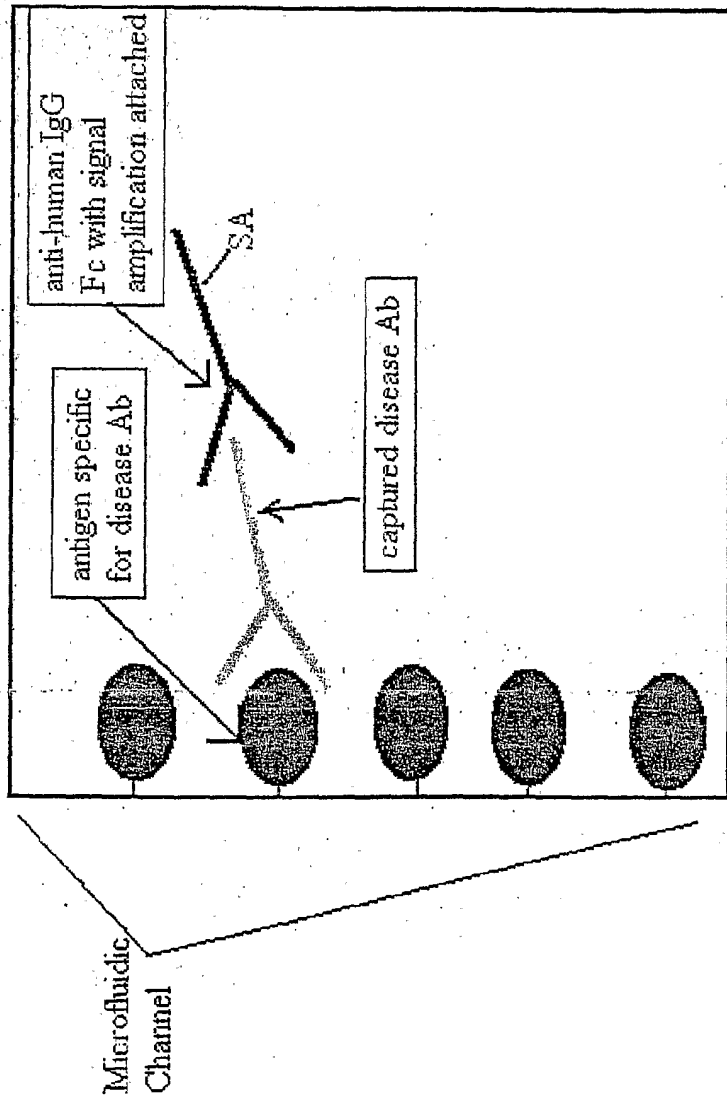 anti-human IgG
Fc with signal
amplification attached
SA
antigen specific
for disease Ab
captured disease Ab
Microfluidic
Channel